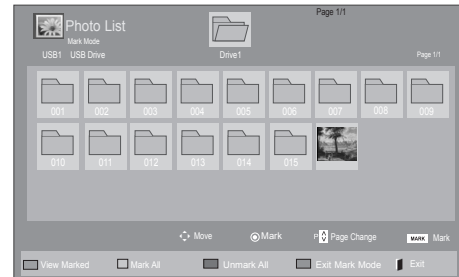 Page 1/1
Photo List
Mark Mode
USB1 USB Drive Drive1 Page 1/1
001 002 003 004 005 006 007 008 009
010 011 012 013 014 015
Move Mark P Page Change MARK Mark
View Marked Mark All Unmark All Exit Mark Mode Exit